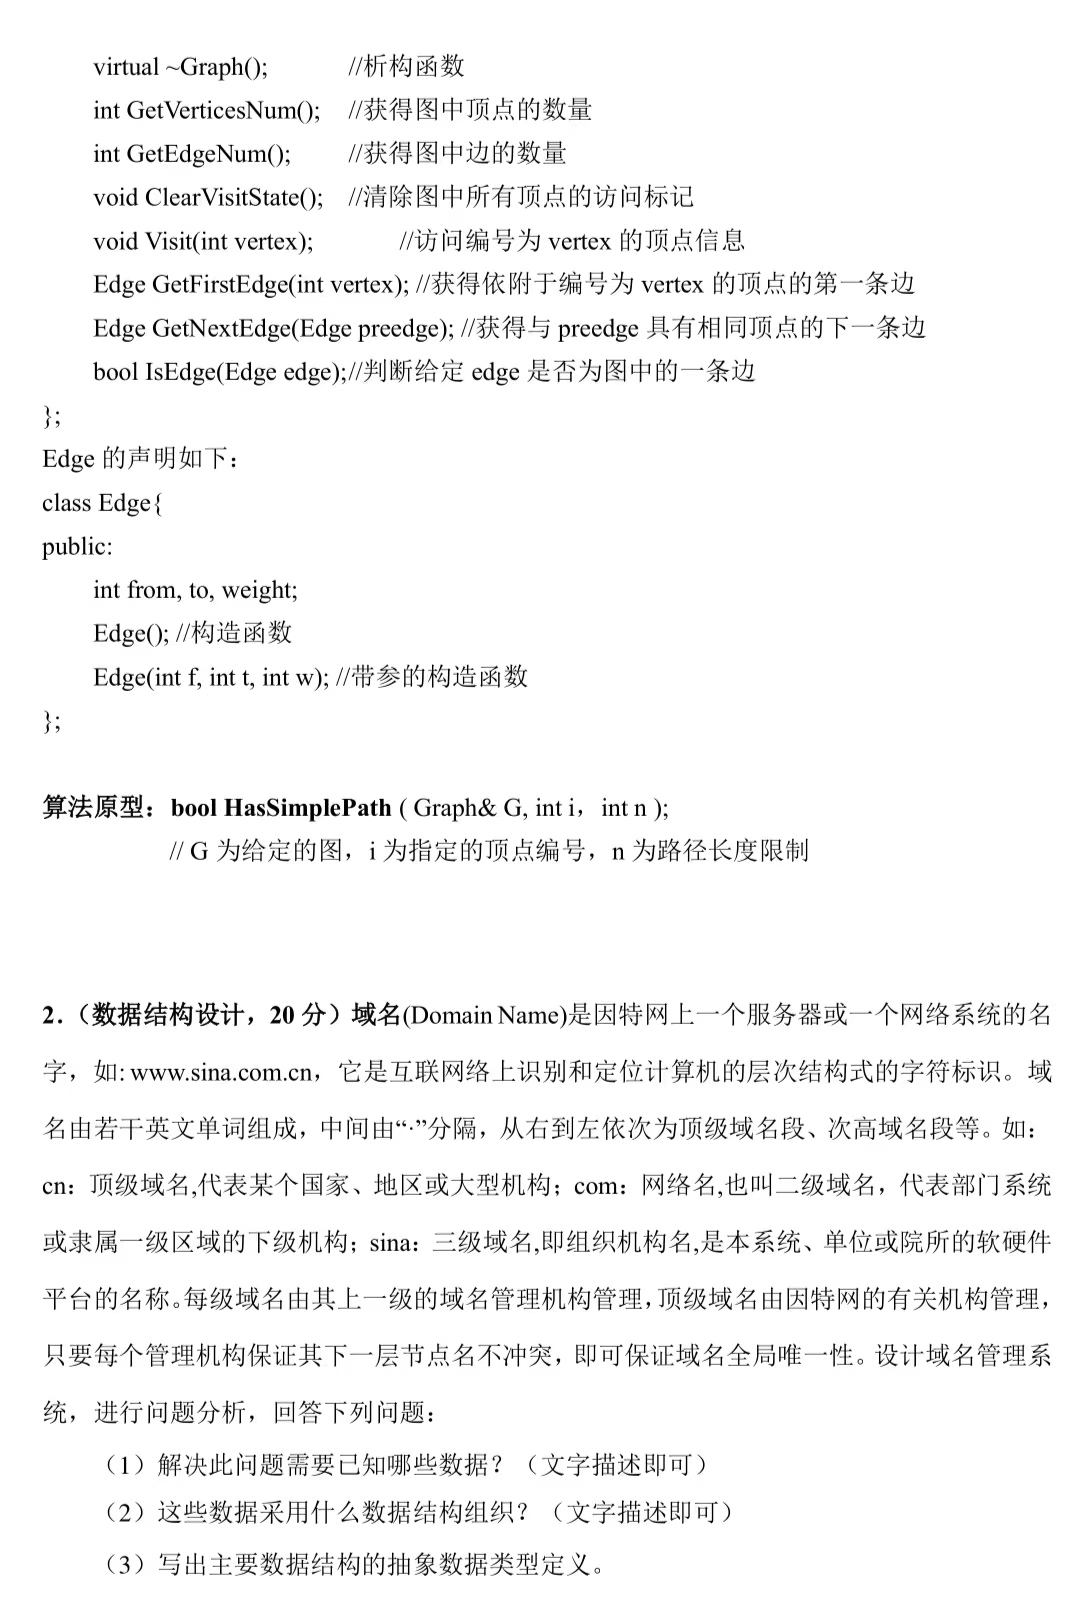 virtual ~Graph(); //析构函数
int GetVerticesNum(); //获得图中顶点的数量
int GetEdgeNum(); //获得图中边的数量
void ClearVisitState(); //清除图中所有顶点的访问标记
void Visit(int vertex); //访问编号为 vertex 的顶点信息
Edge GetFirstEdge(int vertex); //获得依附于编号为 vertex 的顶点的第一条边
Edge GetNextEdge(Edge preedge); //获得与 preedge 具有相同顶点的下一条边
bool IsEdge(Edge edge);//判断给定 edge 是否为图中的一条边
};
Edge 的声明如下：
class Edge{
public:
int from, to, weight;
Edge(); //构造函数
Edge(int f, int t, int w); //带参的构造函数
};
算法原型：bool HasSimplePath ( Graph& G, int i，int n );
// G 为给定的图，i 为指定的顶点编号，n 为路径长度限制
2.（数据结构设计，20 分）域名(Domain Name)是因特网上一个服务器或一个网络系统的名
字，如: www.sina.com.cn，它是互联网络上识别和定位计算机的层次结构式的字符标识。域
名由若干英文单词组成，中间由“·”分隔，从右到左依次为顶级域名段、次高域名段等。如：
cn：顶级域名,代表某个国家、地区或大型机构；com：网络名,也叫二级域名，代表部门系统
或隶属一级区域的下级机构；sina：三级域名,即组织机构名,是本系统、单位或院所的软硬件
平台的名称。每级域名由其上一级的域名管理机构管理，顶级域名由因特网的有关机构管理，
只要每个管理机构保证其下一层节点名不冲突，即可保证域名全局唯一性。设计域名管理系
统，进行问题分析，回答下列问题：
（1）解决此问题需要已知哪些数据？（文字描述即可）
（2）这些数据采用什么数据结构组织？（文字描述即可）
（3）写出主要数据结构的抽象数据类型定义。